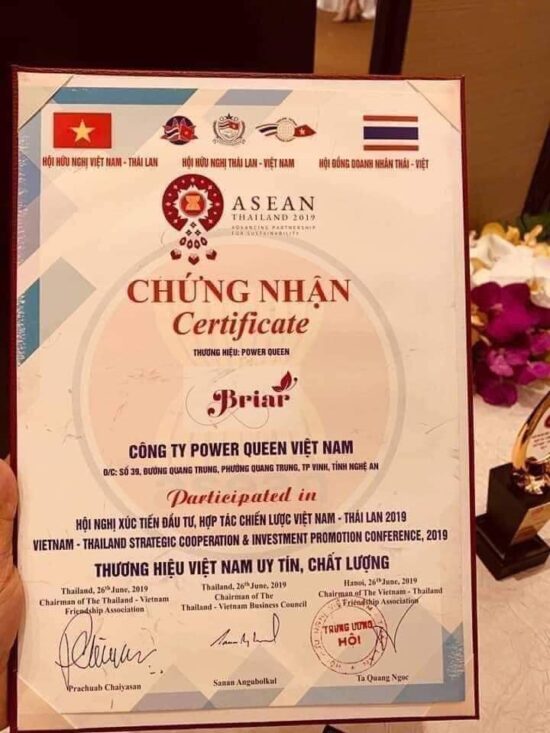 HỘI HỮU NGHỊ VIỆT NAM - THÁI LAN
HỘI HỮU NGHỊ THÁI LAN - VIỆT NAM
HỘI ĐỒNG DOANH NHÂN THÁI - VIỆT
ASEAN
THAILAND 2019
ADVANCING PARTNERSHIP
FOR SUSTAINABILITY
CHỨNG NHẬN
Certificate
THƯƠNG HIỆU: POWER QUEEN
Briar
CÔNG TY POWER QUEEN VIỆT NAM
Đ/C: SỐ 39, ĐƯỜNG QUANG TRUNG, PHƯỜNG QUANG TRUNG, TP VINH, TỈNH NGHỆ AN
Participated in
HỘI NGHỊ XÚC TIẾN ĐẦU TƯ, HỢP TÁC CHIẾN LƯỢC VIỆT NAM - THÁI LAN 2019
VIETNAM - THAILAND STRATEGIC COOPERATION & INVESTMENT PROMOTION CONFERENCE, 2019
THƯƠNG HIỆU VIỆT NAM UY TÍN, CHẤT LƯỢNG
Thailand, 26th June, 2019
Chairman of The Thailand - Vietnam
Friendship Association
Prachuab Chaiyasan
Thailand, 26th June, 2019
Chairman of The
Thailand - Vietnam Business Council
Sanan Angubolkul
Hanoi, 26th June, 2019
Chairman of the Vietnam - Thailand
Friendship Association
TRUNG ƯƠNG
HỘI
Ta Quang Ngoc